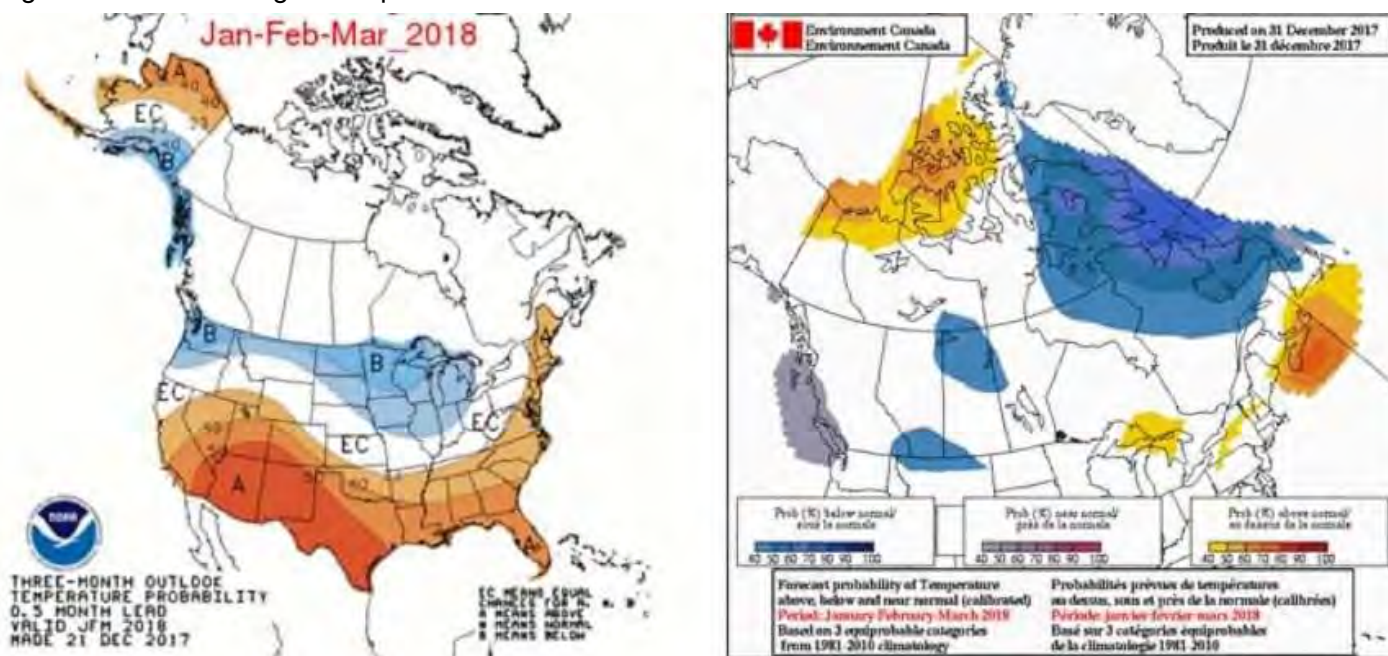 Jan-Feb-Mar_2018
A
40
40
33
EC
40
B
B
B
A
EC
EC
EC
A
50
40
A
THREE-MONTH OUTLOOK
TEMPERATURE PROBABILITY
0.5 MONTH LEAD
VALID JFM 2018
MADE 21 DEC 2017
EC MEANS EQUAL
CHANCES FOR A, N, B
A MEANS ABOVE
N MEANS NORMAL
B MEANS BELOW
Environment Canada
Environnement Canada
Produced on 31 December 2017
Produit le 31 décembre 2017
Prob (%) below normal/
sous la normale
40 50 60 70 80 90 100
Prob (%) near normal/
près de la normale
40 50 60 70 80 90 100
Prob (%) above normal/
au dessus de la normale
40 50 60 70 80 90 100
Forecast probability of Temperature
above, below and near normal (calibrated)
Period: January-February-March 2018
Based on 3 equiprobable categories
from 1981-2010 climatology
Probabilités prévues de températures
au dessus, sous et près de la normale (calibrées)
Période: janvier-février-mars 2018
Basé sur 3 catégories équiprobables
de la climatologie 1981-2010